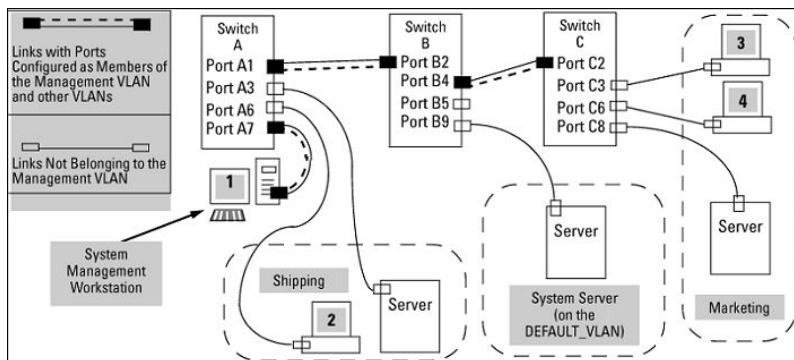 Links with Ports
Configured as Members of
the Management VLAN
and other VLANs
Links Not Belonging to the
Management VLAN
Switch
A
Port A1
Port A3
Port A6
Port A7
Switch
B
Port B2
Port B4
Port B5
Port B9
Switch
C
Port C2
Port C3
Port C6
Port C8
3
4
1
System
Management
Workstation
Shipping
2
Server
Server
System Server
(on the
DEFAULT_VLAN)
Server
Marketing